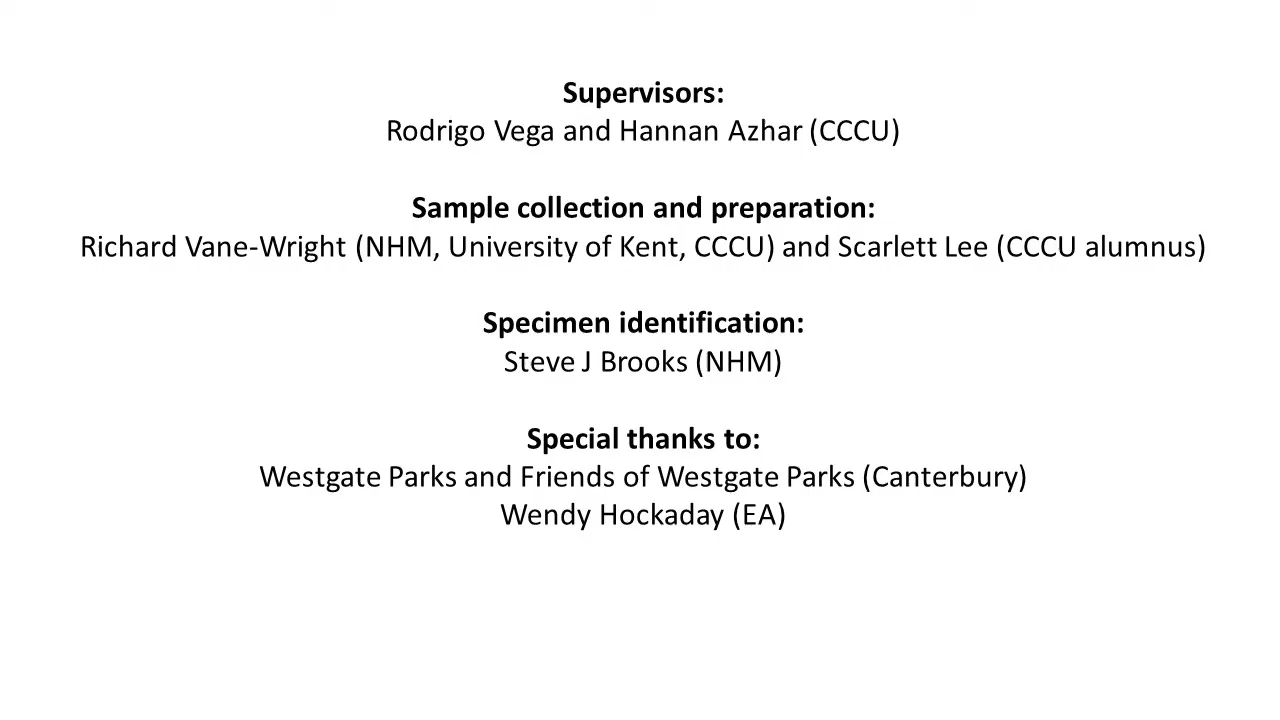 Supervisors:
Rodrigo Vega and Hannan Azhar (CCCU)
Sample collection and preparation:
Richard Vane-Wright (NHM, University of Kent, CCCU) and Scarlett Lee (CCCU alumnus)
Specimen identification:
Steve J Brooks (NHM)
Special thanks to:
Westgate Parks and Friends of Westgate Parks (Canterbury)
Wendy Hockaday (EA)